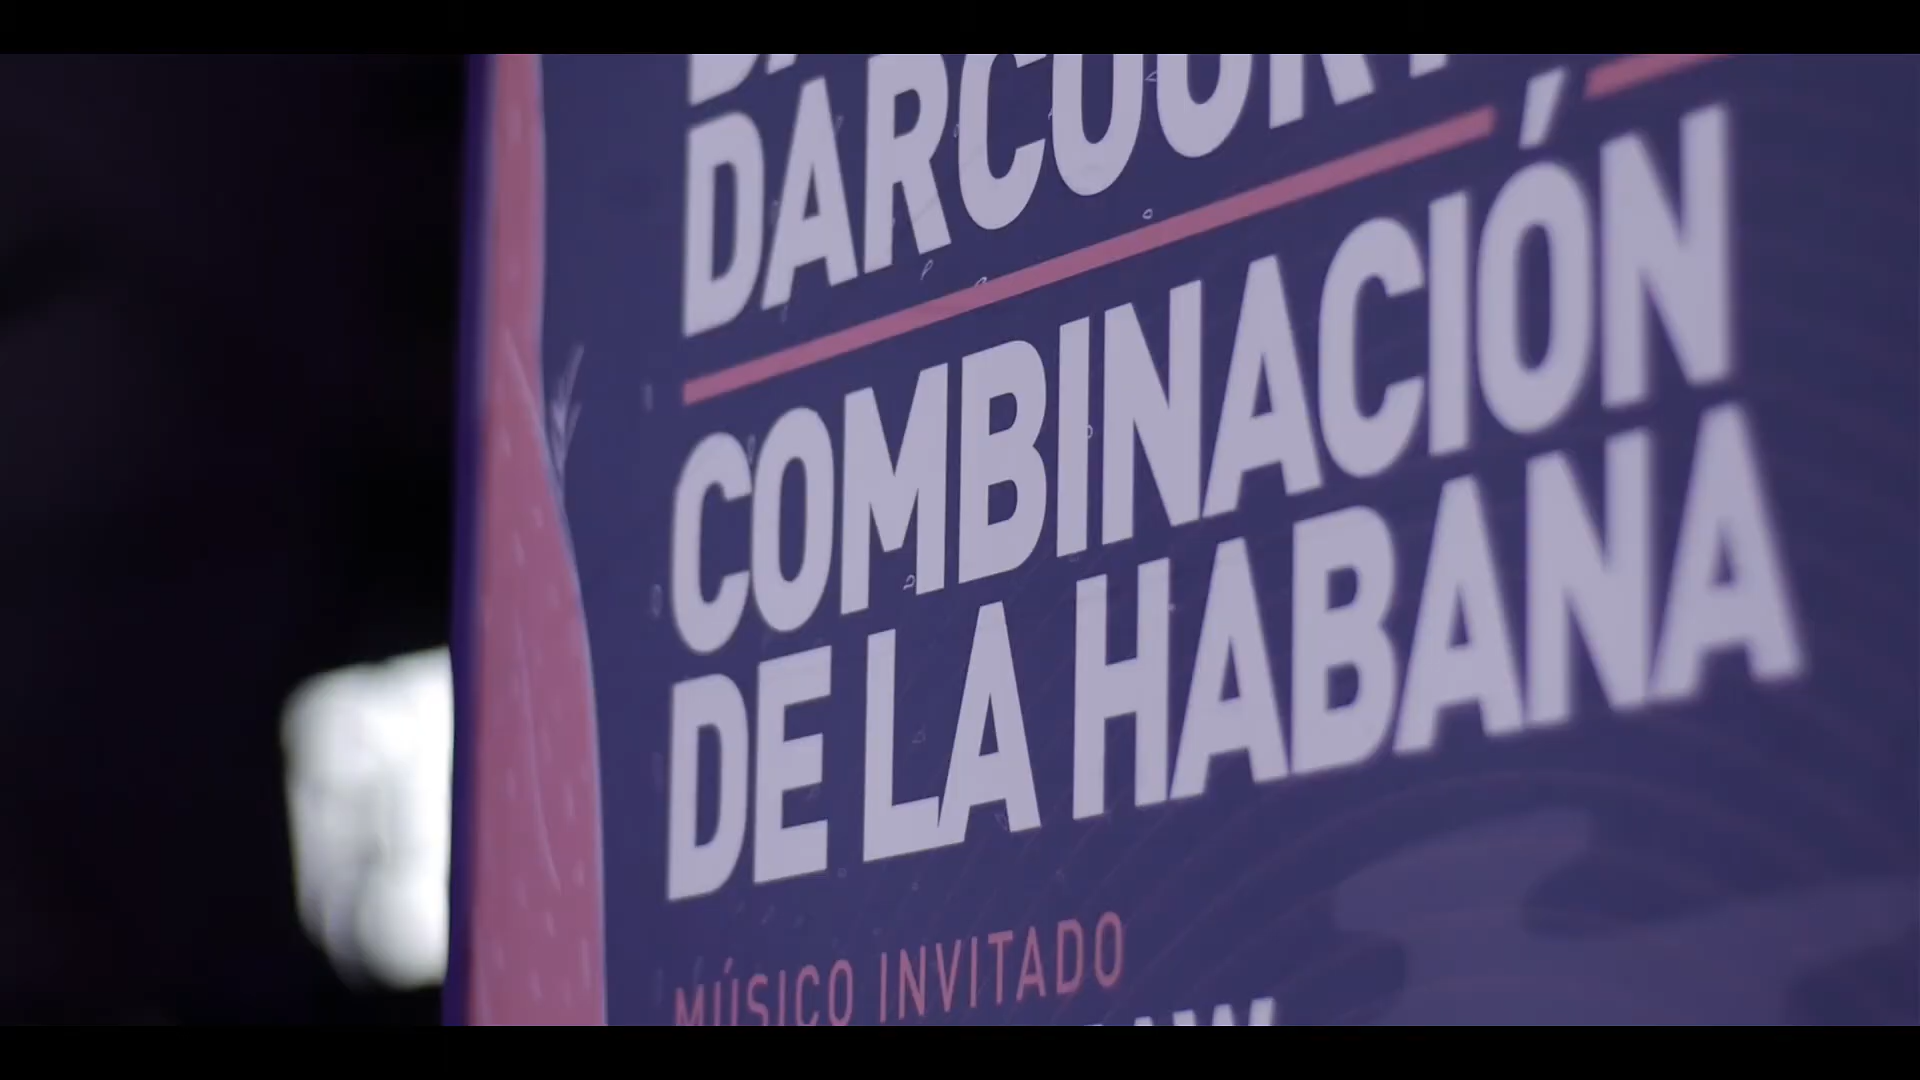 DARCOURT
COMBINACIÓN
DE LA HABANA
MÚSICO INVITADO